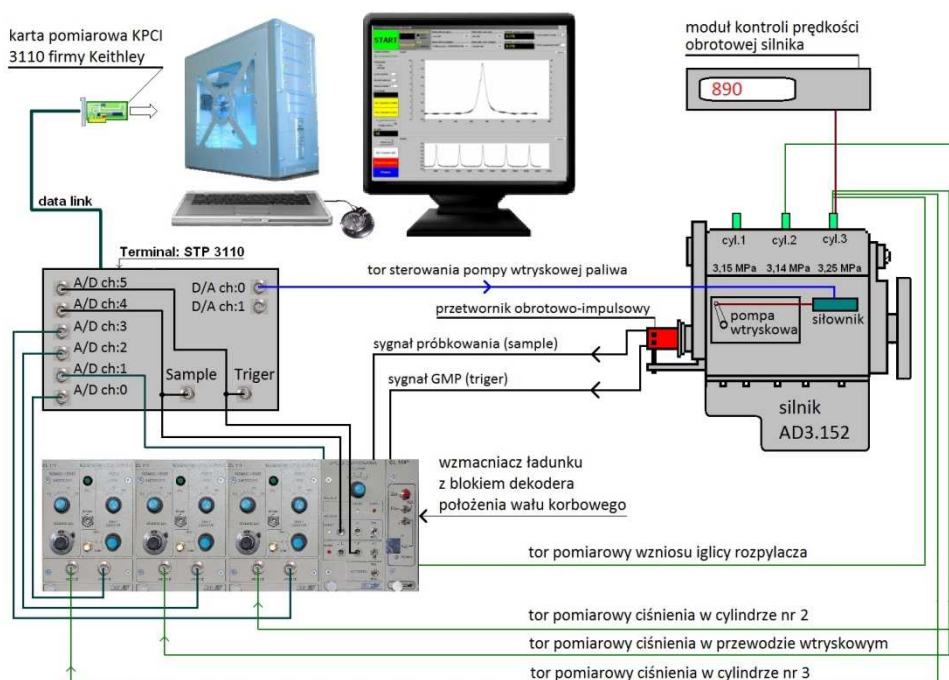 karta pomiarowa KPCI
3110 firmy Keithley
START
moduł kontroli prędkości
obrotowej silnika
890
data link
Terminal: STP 3110
A/D ch:5
A/D ch:4
A/D ch:3
A/D ch:2
A/D ch:1
A/D ch:0
D/A ch:0
D/A ch:1
Sample
Triger
tor sterowania pompy wtryskowej paliwa
przetwornik obrotowo-impulsowy
sygnał próbkowania (sample)
sygnał GMP (triger)
cyl.1
cyl.2
cyl.3
3,15 MPa
3,14 MPa
3,25 MPa
pompa
wtryskowa
siłownik
silnik
AD3.152
wzmacniacz ładunku
z blokiem dekodera
położenia wału korbowego
tor pomiarowy wzniosu iglicy rozpylacza
tor pomiarowy ciśnienia w cylindrze nr 2
tor pomiarowy ciśnienia w przewodzie wtryskowym
tor pomiarowy ciśnienia w cylindrze nr 3